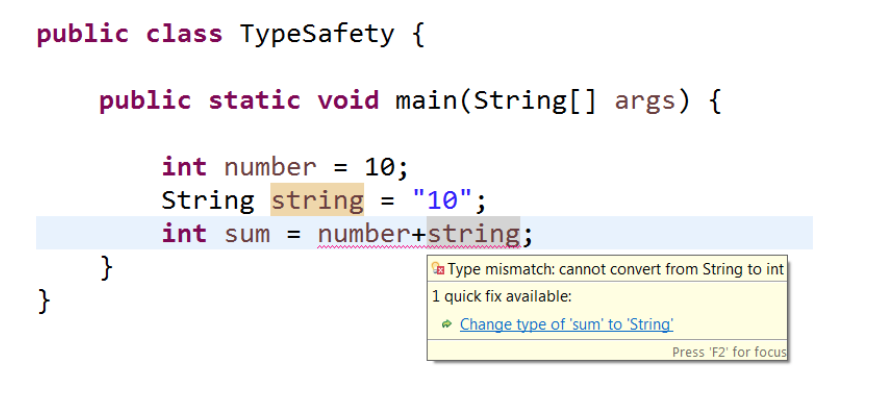 public class TypeSafety {
public static void main(String[] args) {
int number = 10;
String string = "10";
int sum = number+string;
}
}
Type mismatch: cannot convert from String to int
1 quick fix available:
Change type of 'sum' to 'String'
Press 'F2' for focus